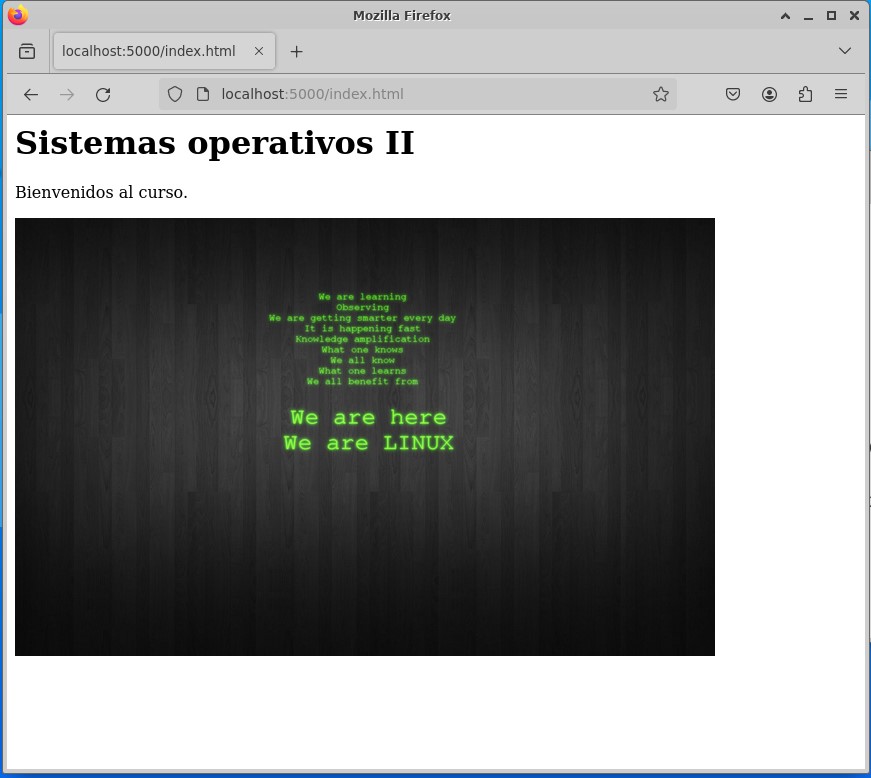 Mozilla Firefox
localhost:5000/index.html
localhost:5000/index.html
Sistemas operativos II
Bienvenidos al curso.
We are learning
Observing
We are getting smarter every day
It is happening fast
Knowledge amplification
What one knows
We all know
What one learns
We all benefit from
We are here
We are LINUX